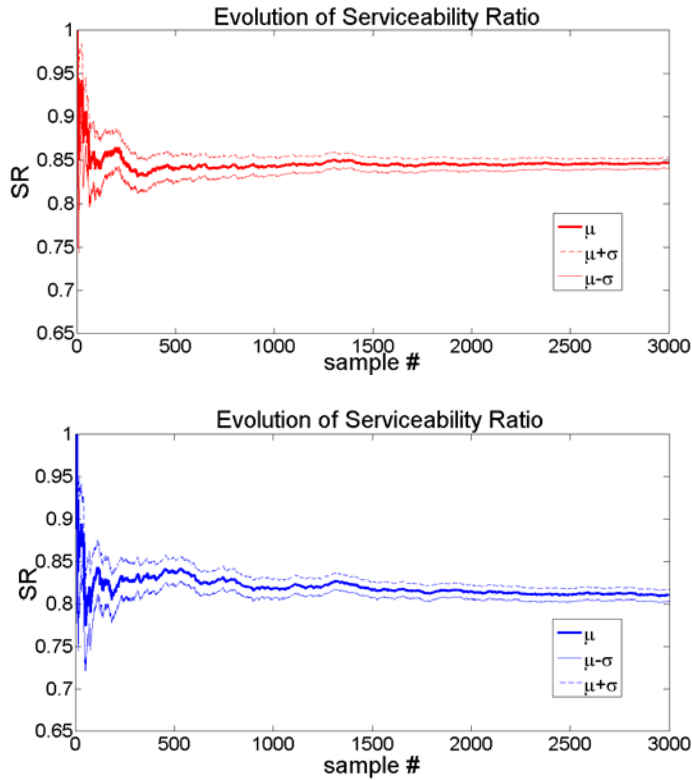 Evolution of Serviceability Ratio
1
0.95
0.9
0.85
0.8
0.75
0.7
0.65
SR
μ
μ+σ
μ-σ
0 500 1000 1500 2000 2500 3000
sample #
Evolution of Serviceability Ratio
1
0.95
0.9
0.85
0.8
0.75
0.7
0.65
SR
μ
μ-σ
μ+σ
0 500 1000 1500 2000 2500 3000
sample #